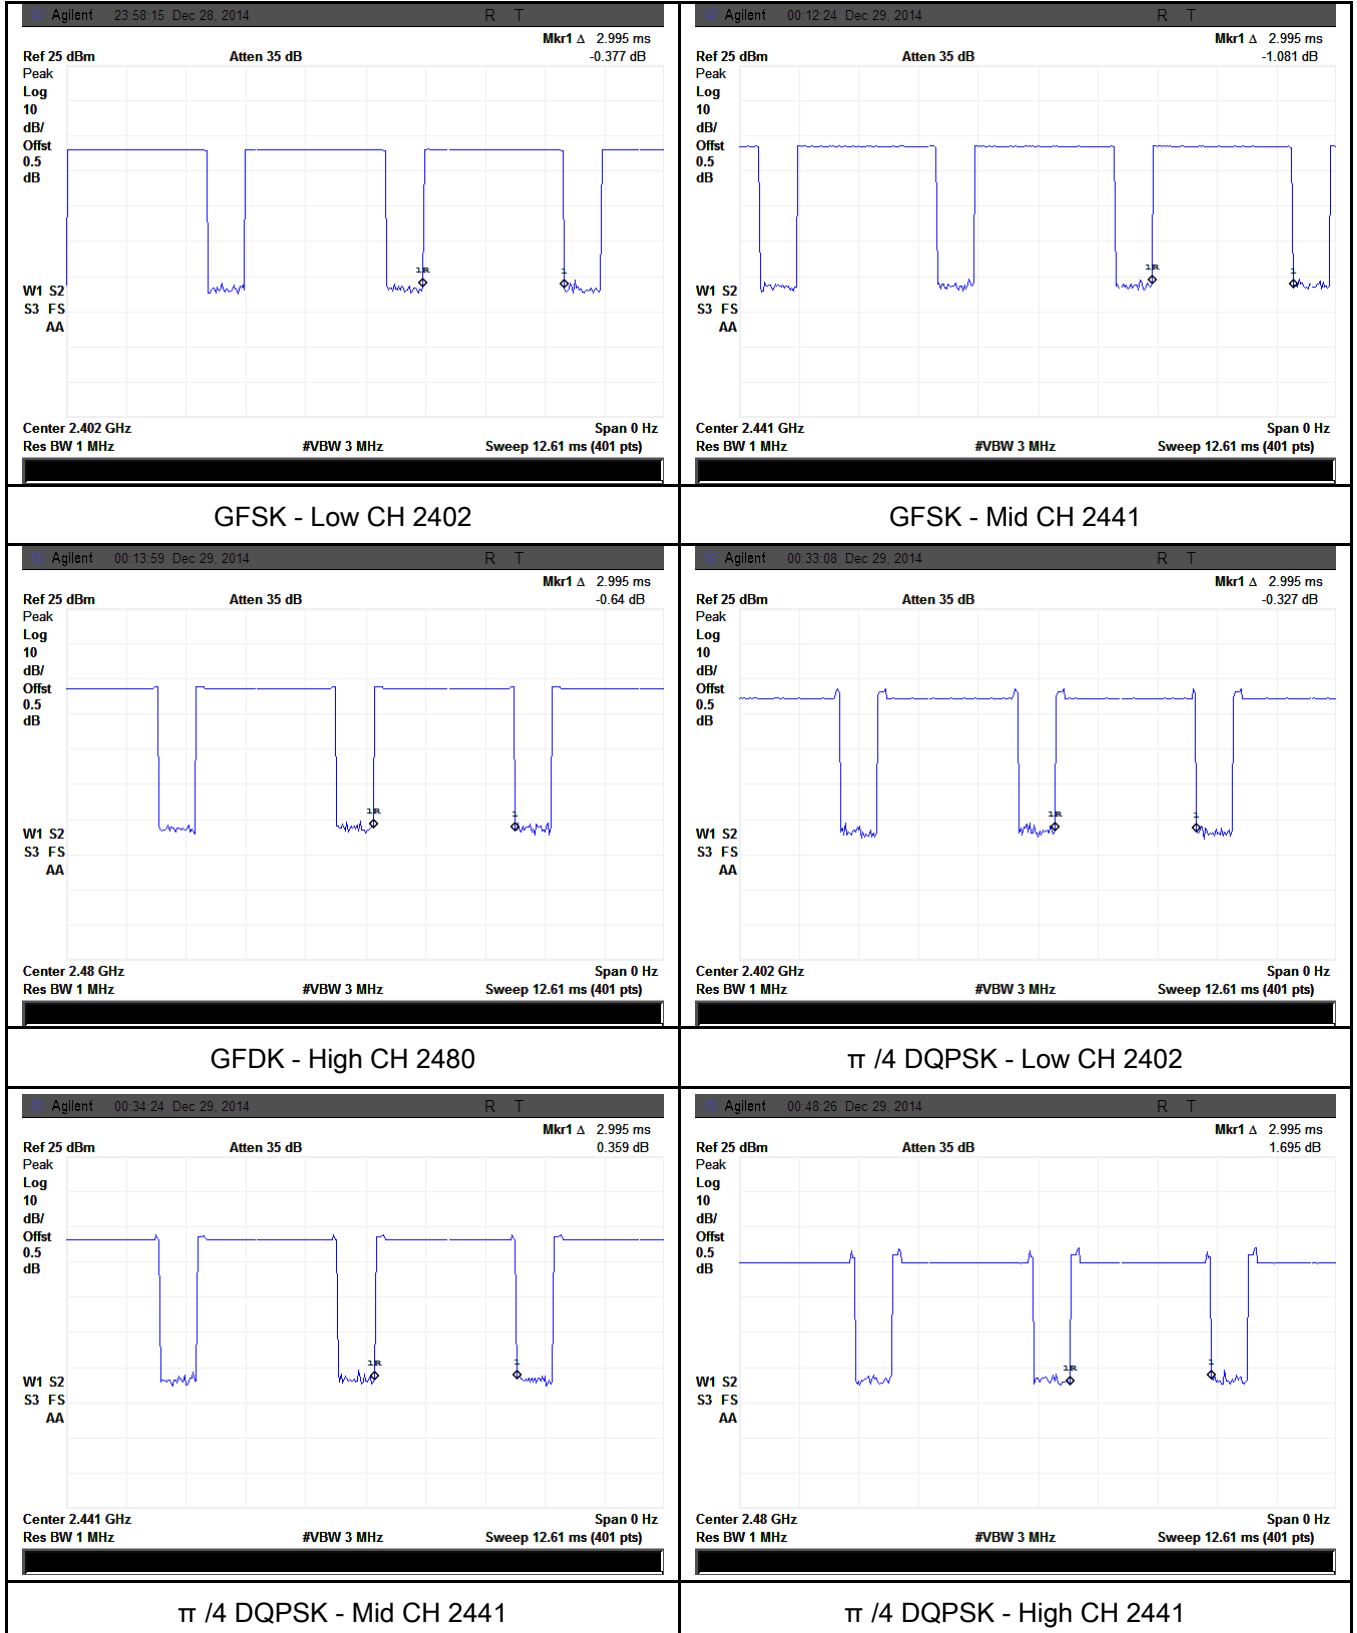 Agilent 23:58:15 Dec 28, 2014 R T
Mkr1 Δ 2.995 ms
Ref 25 dBm Atten 35 dB -0.377 dB
Peak
Log
10
dB/
Offst
0.5
dB
1R
1
W1 S2
S3 FS
AA
Center 2.402 GHz Span 0 Hz
Res BW 1 MHz #VBW 3 MHz Sweep 12.61 ms (401 pts)
GFSK - Low CH 2402
Agilent 00:12:24 Dec 29, 2014 R T
Mkr1 Δ 2.995 ms
Ref 25 dBm Atten 35 dB -1.081 dB
Peak
Log
10
dB/
Offst
0.5
dB
1R
1
W1 S2
S3 FS
AA
Center 2.441 GHz Span 0 Hz
Res BW 1 MHz #VBW 3 MHz Sweep 12.61 ms (401 pts)
GFSK - Mid CH 2441
Agilent 00:13:59 Dec 29, 2014 R T
Mkr1 Δ 2.995 ms
Ref 25 dBm Atten 35 dB -0.64 dB
Peak
Log
10
dB/
Offst
0.5
dB
1R
1
W1 S2
S3 FS
AA
Center 2.48 GHz Span 0 Hz
Res BW 1 MHz #VBW 3 MHz Sweep 12.61 ms (401 pts)
GFDK - High CH 2480
Agilent 00:33:08 Dec 29, 2014 R T
Mkr1 Δ 2.995 ms
Ref 25 dBm Atten 35 dB -0.327 dB
Peak
Log
10
dB/
Offst
0.5
dB
1R
1
W1 S2
S3 FS
AA
Center 2.402 GHz Span 0 Hz
Res BW 1 MHz #VBW 3 MHz Sweep 12.61 ms (401 pts)
π /4 DQPSK - Low CH 2402
Agilent 00:34:24 Dec 29, 2014 R T
Mkr1 Δ 2.995 ms
Ref 25 dBm Atten 35 dB 0.359 dB
Peak
Log
10
dB/
Offst
0.5
dB
1R
1
W1 S2
S3 FS
AA
Center 2.441 GHz Span 0 Hz
Res BW 1 MHz #VBW 3 MHz Sweep 12.61 ms (401 pts)
π /4 DQPSK - Mid CH 2441
Agilent 00:48:26 Dec 29, 2014 R T
Mkr1 Δ 2.995 ms
Ref 25 dBm Atten 35 dB 1.695 dB
Peak
Log
10
dB/
Offst
0.5
dB
1R
1
W1 S2
S3 FS
AA
Center 2.48 GHz Span 0 Hz
Res BW 1 MHz #VBW 3 MHz Sweep 12.61 ms (401 pts)
π /4 DQPSK - High CH 2441